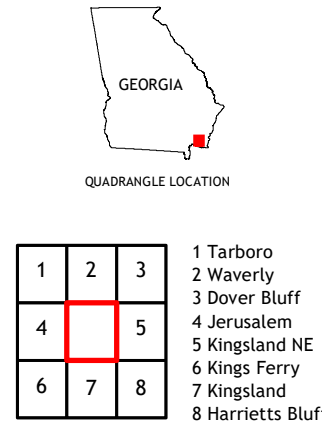 GEORGIA
QUADRANGLE LOCATION
1 2 3
4 5
6 7 8
1 Tarboro
2 Waverly
3 Dover Bluff
4 Jerusalem
5 Kingsland NE
6 Kings Ferry
7 Kingsland
8 Harrietts Bluf